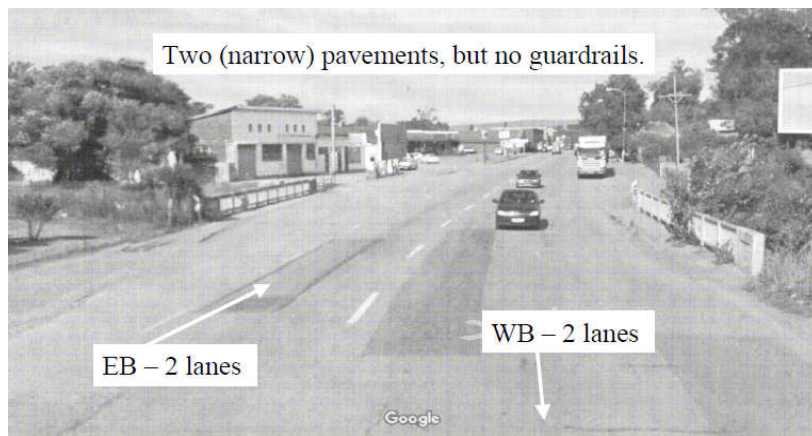 Two (narrow) pavements, but no guardrails.
EB – 2 lanes
WB – 2 lanes
Google